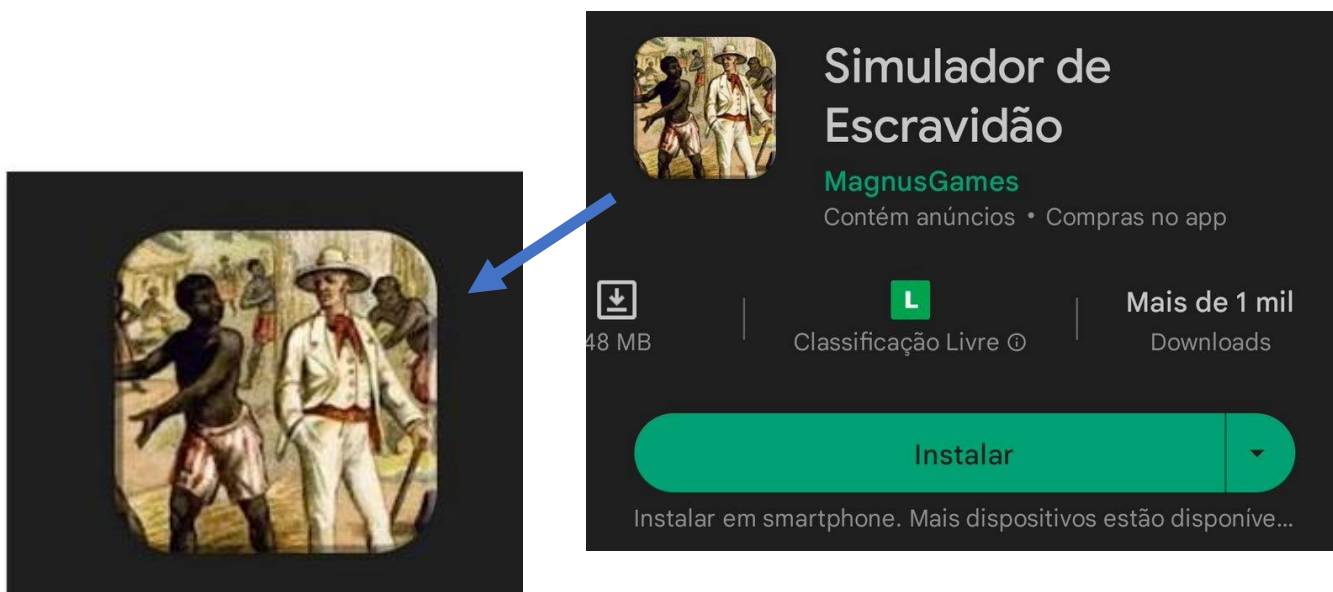 Simulador de
Escravidão
MagnusGames
Contém anúncios • Compras no app
48 MB
L
Classificação Livre
Mais de 1 mil
Downloads
Instalar
Instalar em smartphone. Mais dispositivos estão disponíve...